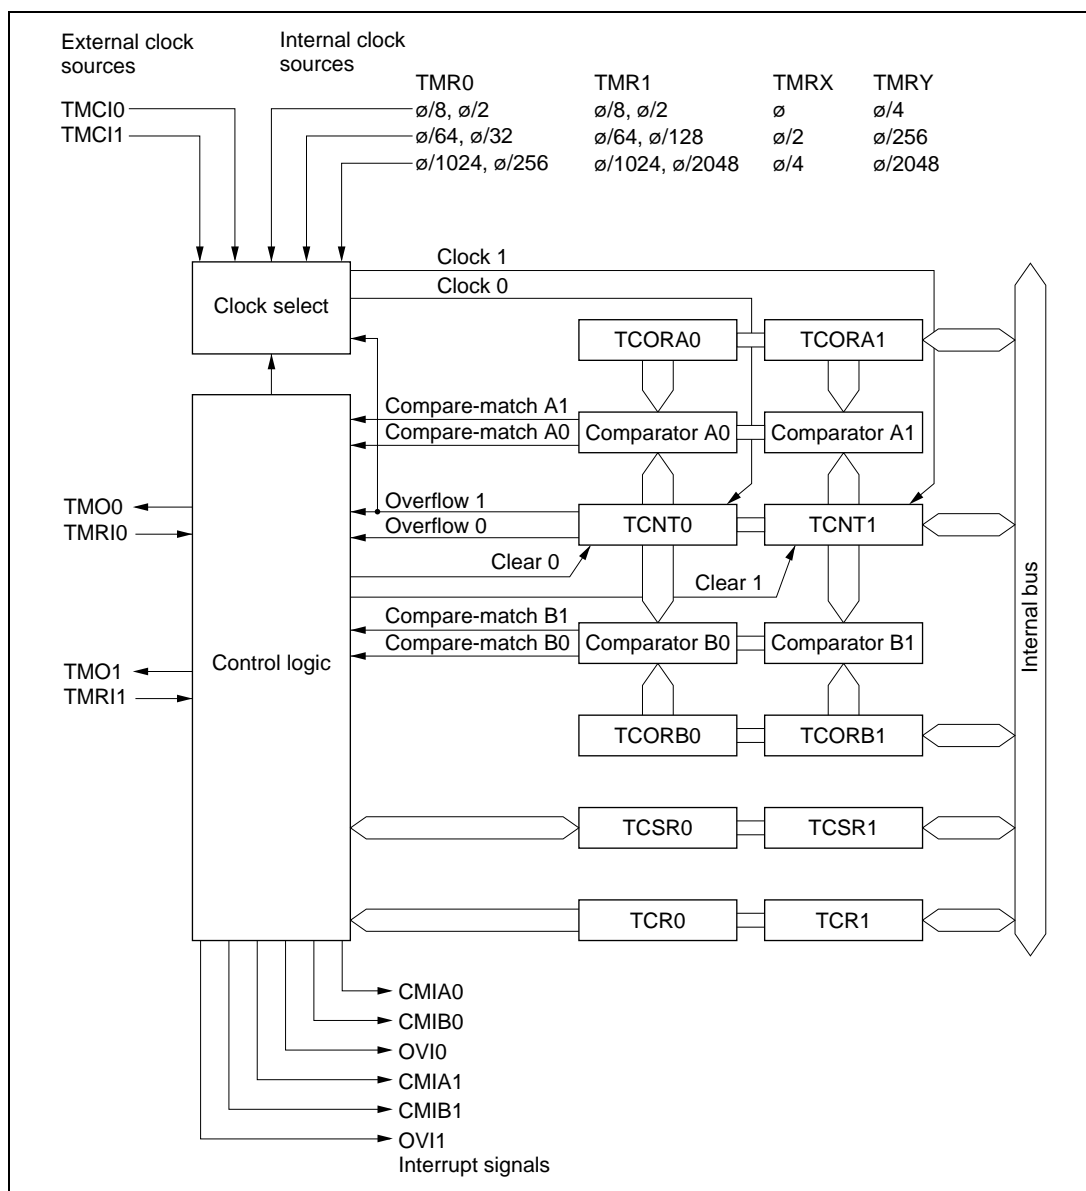 External clock
sources
Internal clock
sources
TMR0 TMR1 TMRX TMRY
TMCI0 ø/8, ø/2 ø/8, ø/2 ø ø/4
TMCI1 ø/64, ø/32 ø/64, ø/128 ø/2 ø/256
ø/1024, ø/256 ø/1024, ø/2048 ø/4 ø/2048
Clock 1
Clock 0
Clock select
TCORA0 TCORA1
Compare-match A1
Compare-match A0
Comparator A0 Comparator A1
TMO0
TMRI0
Overflow 1
Overflow 0
TCNT0 TCNT1
Clear 0
Clear 1
Compare-match B1
Compare-match B0
Comparator B0 Comparator B1
Control logic
TMO1
TMRI1
Internal bus
TCORB0 TCORB1
TCSR0 TCSR1
TCR0 TCR1
CMIA0
CMIB0
OVI0
CMIA1
CMIB1
OVI1
Interrupt signals